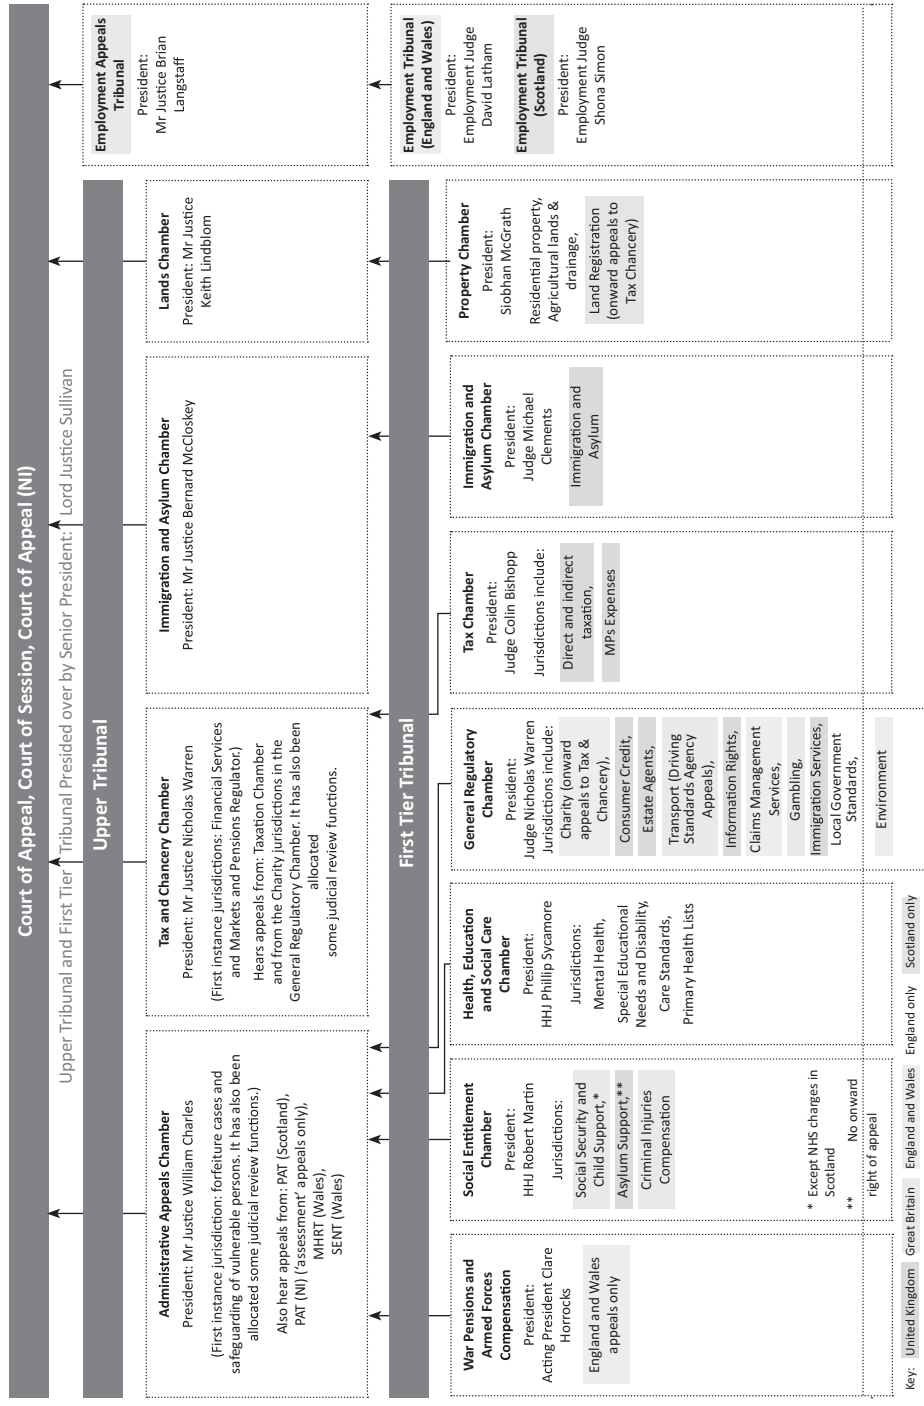 Court of Appeal, Court of Session, Court of Appeal (NI)
Upper Tribunal and First Tier Tribunal Presided over by Senior President: Lord Justice Sullivan
Upper Tribunal
Administrative Appeals Chamber
President: Mr Justice William Charles
(First instance jurisdiction: forfeiture cases and
safeguarding of vulnerable persons. It has also been
allocated some judicial review functions.)
Also hear appeals from: PAT (Scotland),
PAT (NI) (‘assessment’ appeals only),
MHRT (Wales),
SENT (Wales)
Tax and Chancery Chamber
President: Mr Justice Nicholas Warren
(First instance jurisdictions: Financial Services
and Markets and Pensions Regulator.)
Hears appeals from: Taxation Chamber
and from the Charity jurisdictions in the
General Regulatory Chamber. It has also been
allocated
some judicial review functions.
Immigration and Asylum Chamber
President: Mr Justice Bernard McCloskey
Lands Chamber
President: Mr Justice
Keith Lindblom
Employment Appeals
Tribunal
President:
Mr Justice Brian
Langstaff
First Tier Tribunal
War Pensions and
Armed Forces
Compensation
President:
Acting President Clare
Horrocks
England and Wales
appeals only
Social Entitlement
Chamber
President:
HHJ Robert Martin
Jurisdictions:
Social Security and
Child Support,*
Asylum Support,**
Criminal Injuries
Compensation
* Except NHS charges in
Scotland
** No onward
right of appeal
Health, Education
and Social Care
Chamber
President:
HHJ Phillip Sycamore
Jurisdictions:
Mental Health,
Special Educational
Needs and Disability,
Care Standards,
Primary Health Lists
General Regulatory
Chamber
President:
Judge Nicholas Warren
Jurisdictions include:
Charity (onward
appeals to Tax &
Chancery),
Consumer Credit,
Estate Agents,
Transport (Driving
Standards Agency
Appeals),
Information Rights,
Claims Management
Services,
Gambling,
Immigration Services,
Local Government
Standards,
Environment
Tax Chamber
President:
Judge Colin Bishopp
Jurisdictions include:
Direct and indirect
taxation,
MPs Expenses
Immigration and
Asylum Chamber
President:
Judge Michael
Clements
Immigration and
Asylum
Property Chamber
President:
Siobhan McGrath
Residential property,
Agricultural lands &
drainage,
Land Registration
(onward appeals to
Tax Chancery)
Employment Tribunal
(England and Wales)
President:
Employment Judge
David Latham
Employment Tribunal
(Scotland)
President:
Employment Judge
Shona Simon
Key: United Kingdom Great Britain England and Wales England only Scotland only